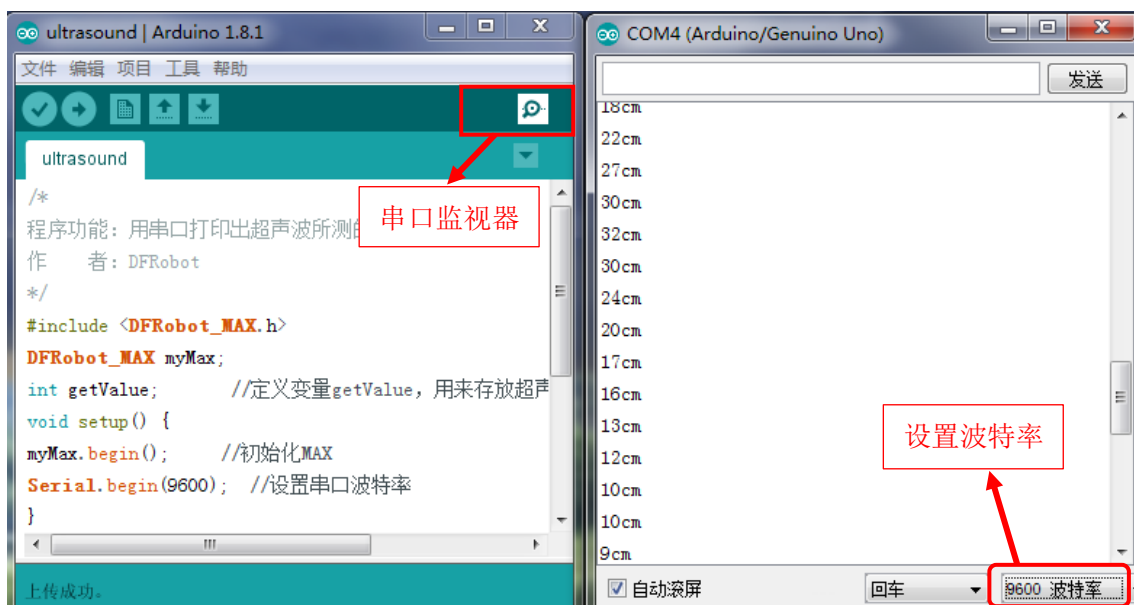 ultrasound | Arduino 1.8.1
文件 编辑 项目 工具 帮助
ultrasound
串口监视器
/*
程序功能：用串口打印出超声波所测
作 者：DFRobot
*/
#include <DFRobot_MAX.h>
DFRobot_MAX myMax;
int getValue; //定义变量getValue，用来存放超声
void setup() {
myMax.begin(); //初始化MAX
Serial.begin(9600); //设置串口波特率
}
上传成功。
COM4 (Arduino/Genuino Uno)
发送
18cm
22cm
27cm
30cm
32cm
30cm
24cm
20cm
17cm
16cm
13cm
12cm
10cm
10cm
9cm
设置波特率
自动滚屏
回车
9600 波特率